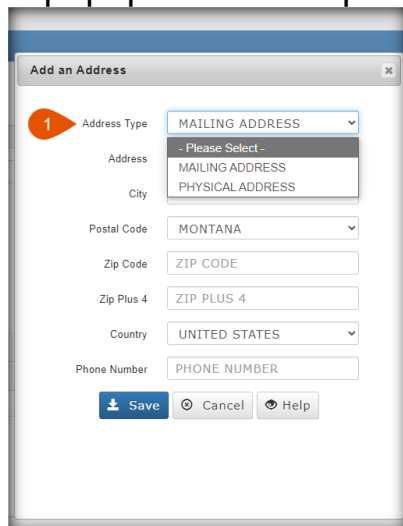 Add an Address
x
1
Address Type
MAILING ADDRESS
- Please Select -
MAILING ADDRESS
PHYSICAL ADDRESS
Address
City
Postal Code
MONTANA
Zip Code
ZIP CODE
Zip Plus 4
ZIP PLUS 4
Country
UNITED STATES
Phone Number
PHONE NUMBER
Save
Cancel
Help